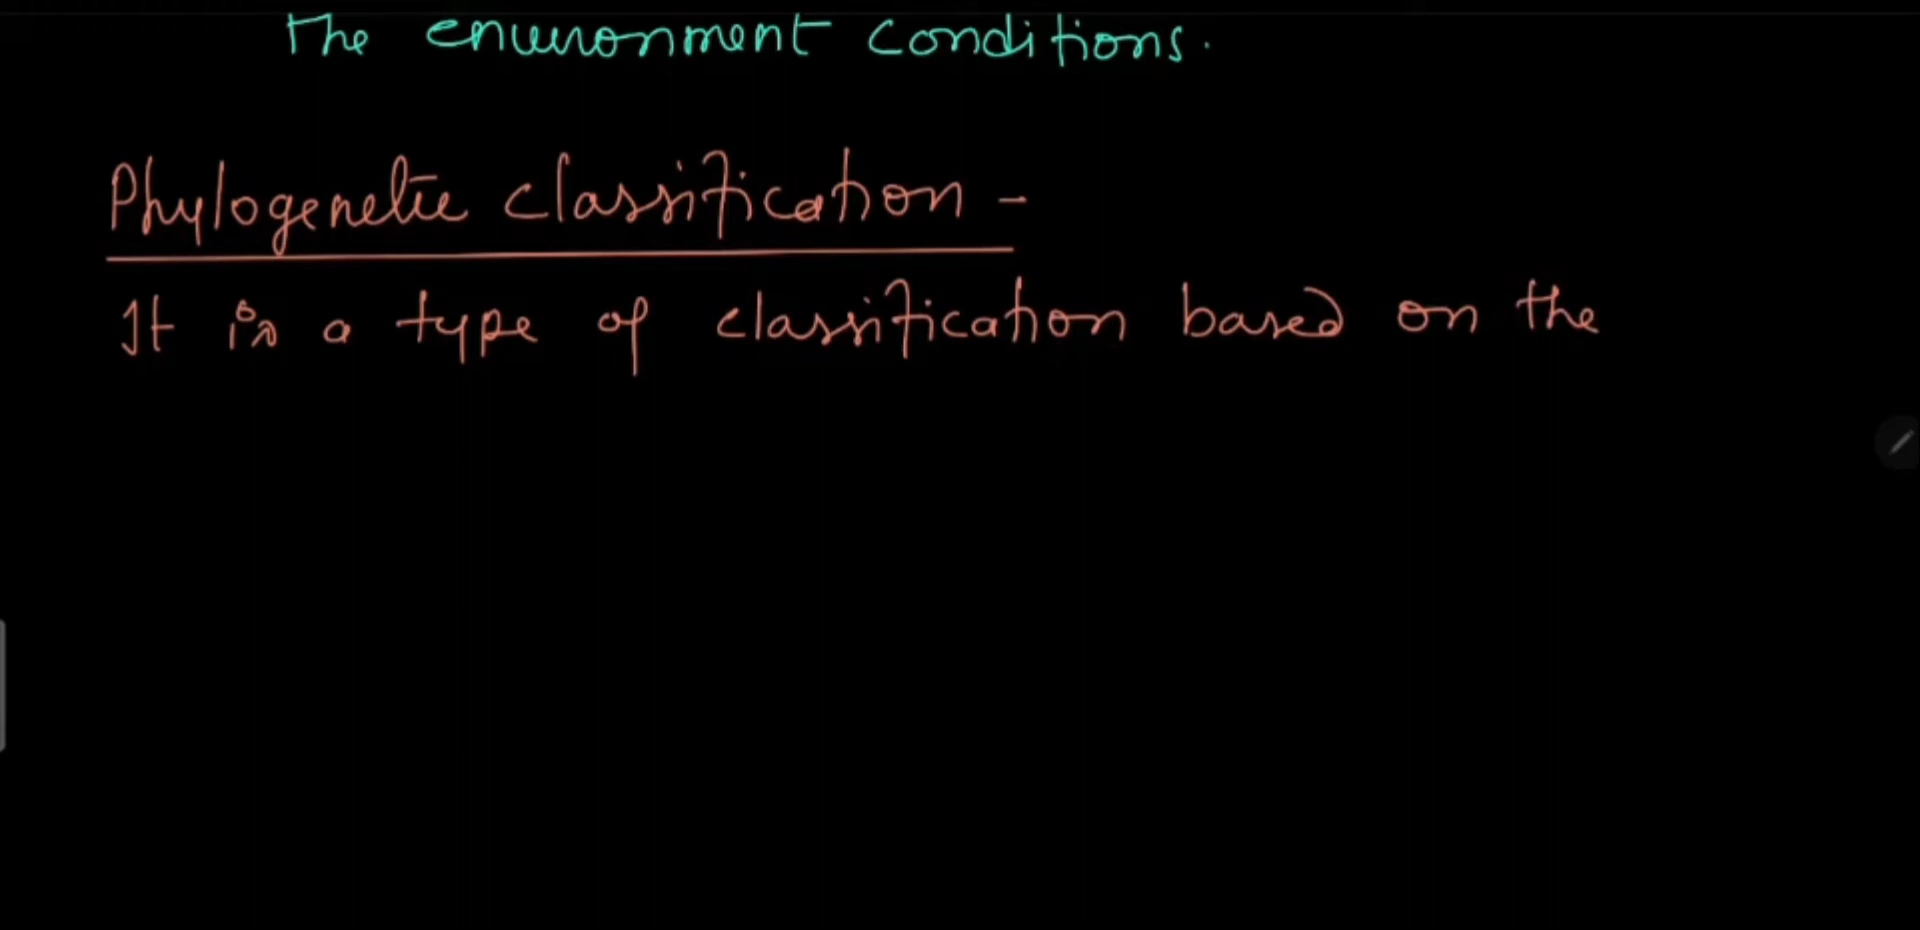 the environment conditions.
Phylogenetic classification -
It is a type of classification based on the